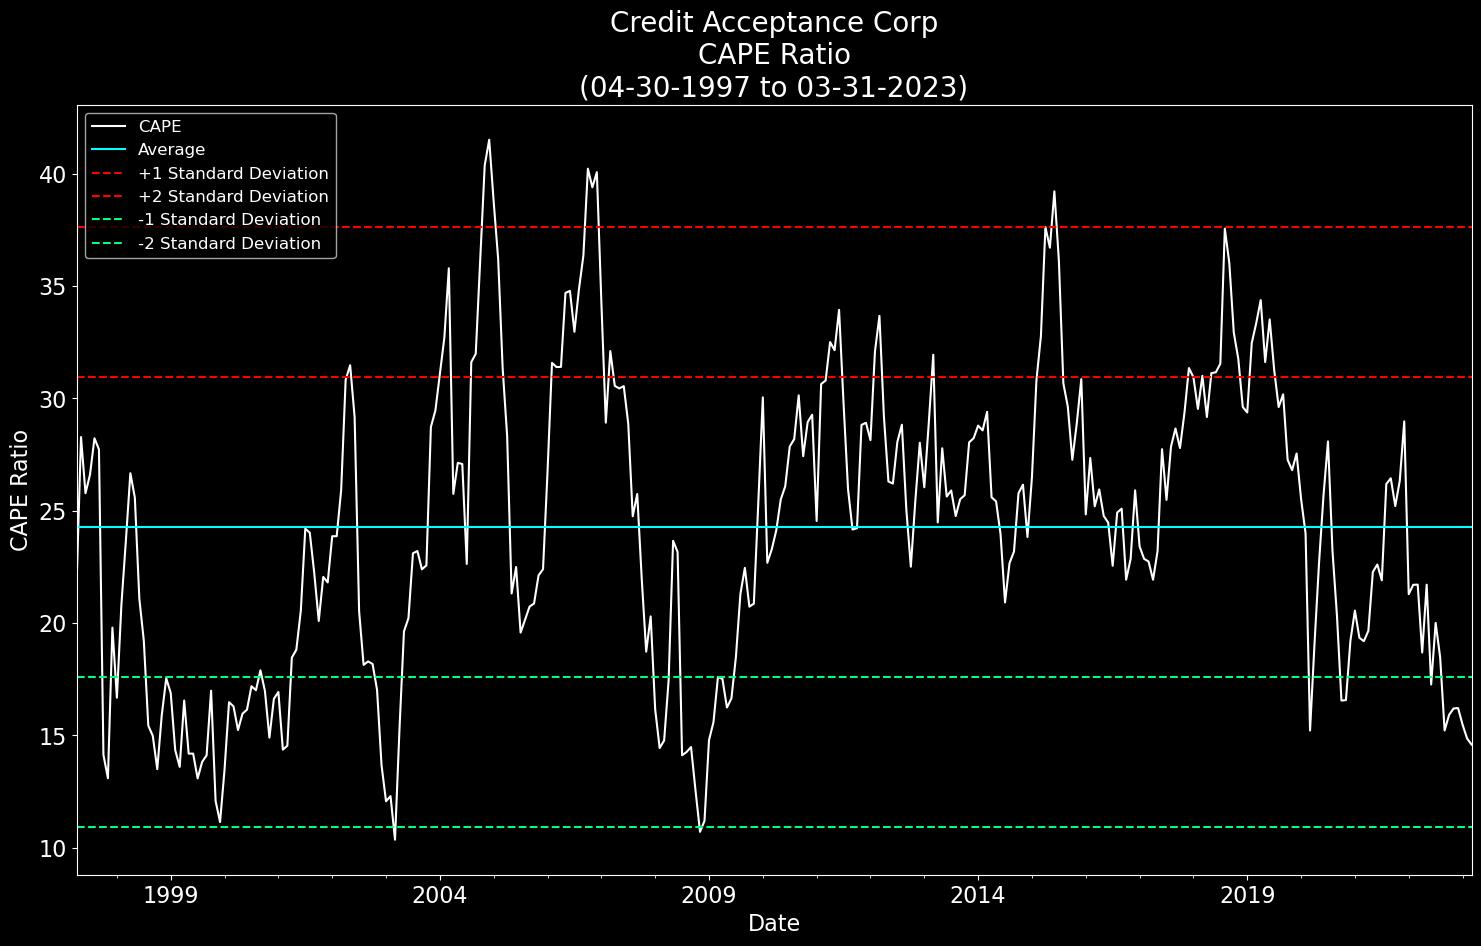 Credit Acceptance Corp
CAPE Ratio
(04-30-1997 to 03-31-2023)
CAPE
Average
+1 Standard Deviation
+2 Standard Deviation
-1 Standard Deviation
-2 Standard Deviation
40
35
30
25
20
15
10
CAPE Ratio
1999
2004
2009
2014
2019
Date